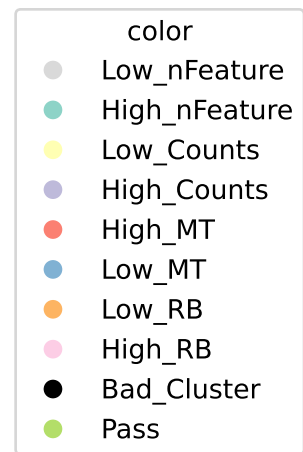 color
Low_nFeature
High_nFeature
Low_Counts
High_Counts
High_MT
Low_MT
Low_RB
High_RB
Bad_Cluster
Pass